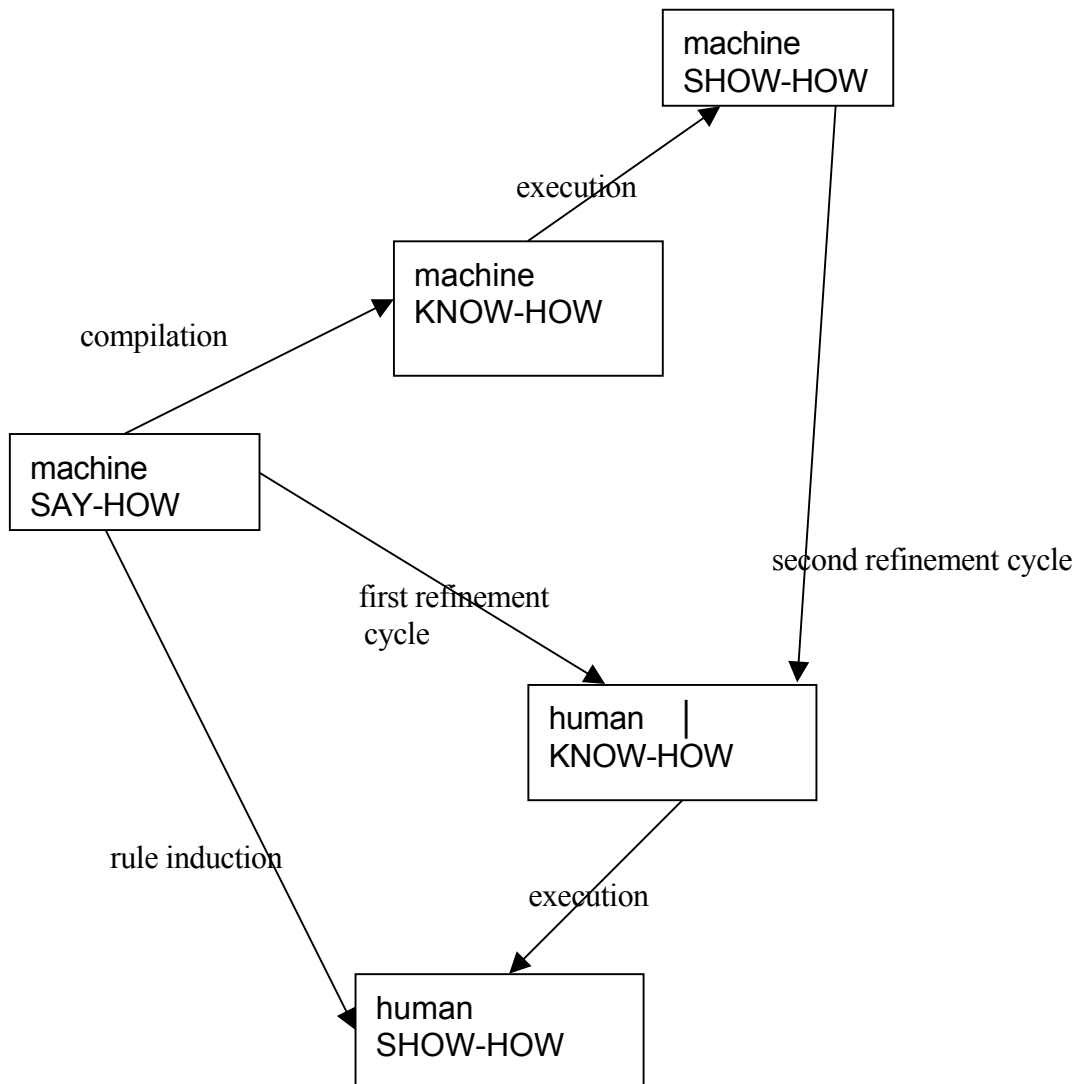 machine
SHOW-HOW
execution
machine
KNOW-HOW
compilation
machine
SAY-HOW
second refinement cycle
first refinement
cycle
human
KNOW-HOW
rule induction
execution
human
SHOW-HOW